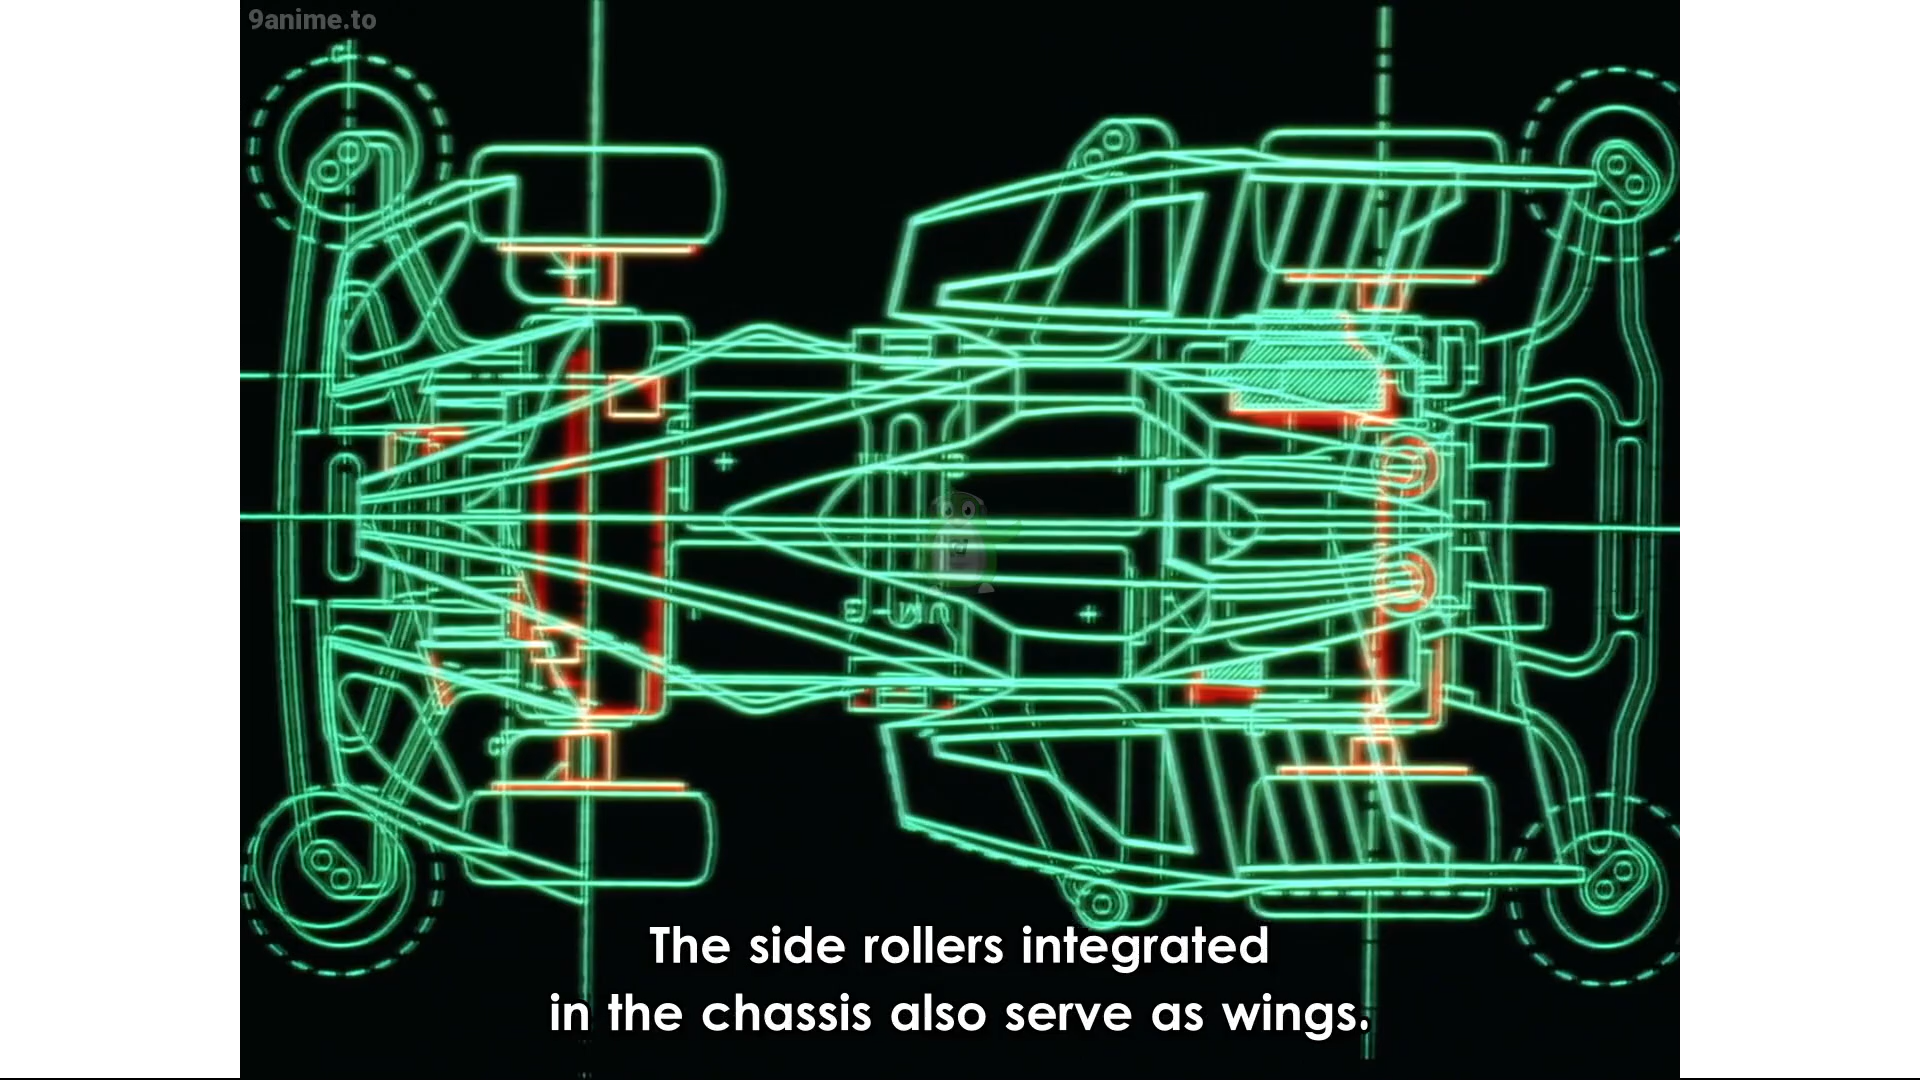 9anime.to
The side rollers integrated
in the chassis also serve as wings.